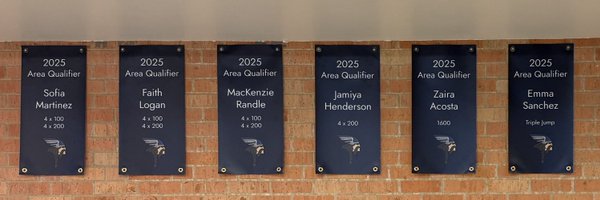 2025
Area Qualifier
Sofia
Martinez
4 x 100
4 x 200
2025
Area Qualifier
Faith
Logan
4 x 100
4 x 200
2025
Area Qualifier
MacKenzie
Randle
4 x 100
4 x 200
2025
Area Qualifier
Jamiya
Henderson
4 x 200
2025
Area Qualifier
Zaira
Acosta
1600
2025
Area Qualifier
Emma
Sanchez
Triple Jump